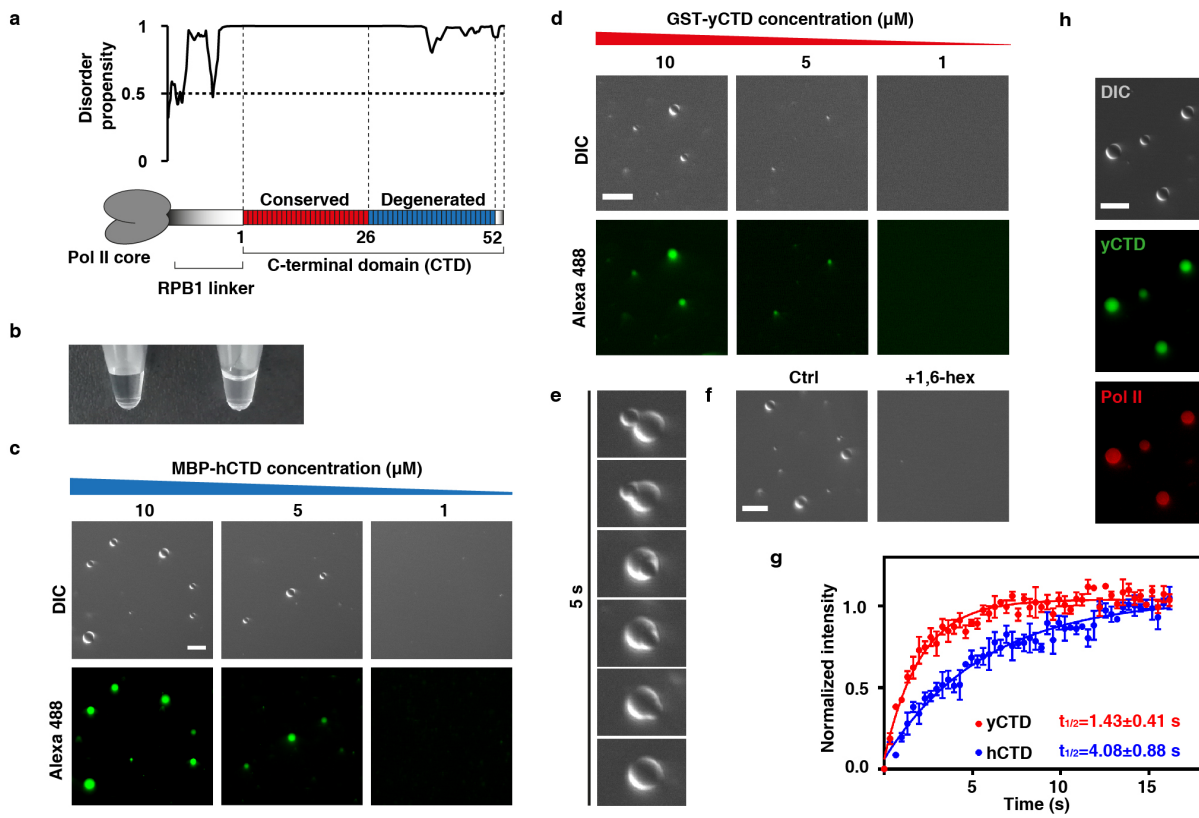 a
Disorder
propensity
1
0.5
0
Conserved
Degenerated
1
26
52
Pol II core
C-terminal domain (CTD)
RPB1 linker
b
c
MBP-hCTD concentration (µM)
10
5
1
DIC
Alexa 488
d
GST-yCTD concentration (µM)
10
5
1
DIC
Alexa 488
e
5 s
f
Ctrl
+1,6-hex
g
Normalized intensity
1.0
0.5
0.0
yCTD
t1/2=1.43±0.41 s
hCTD
t1/2=4.08±0.88 s
5
10
15
Time (s)
h
DIC
yCTD
Pol II